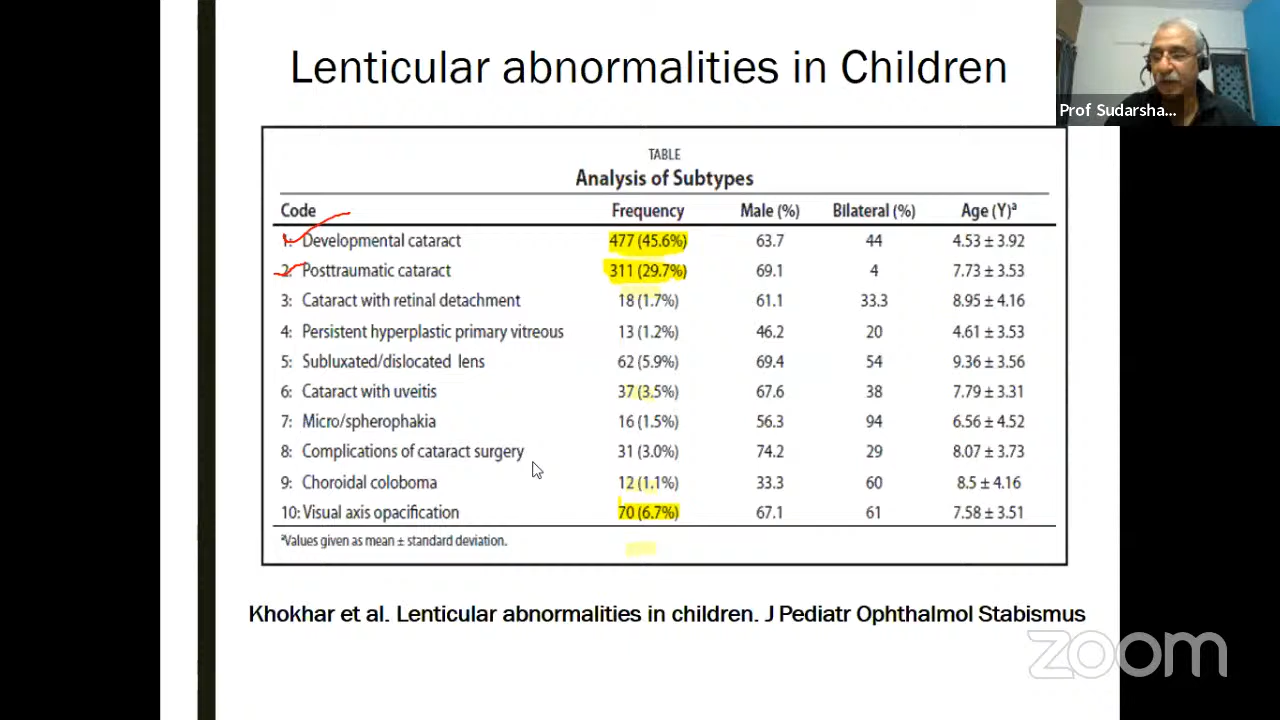 Lenticular abnormalities in Children
Prof Sudarsha...
TABLE
Analysis of Subtypes
Code Frequency Male (%) Bilateral (%) Age (Y)ª
1: Developmental cataract 477 (45.6%) 63.7 44 4.53 ± 3.92
2: Posttraumatic cataract 311 (29.7%) 69.1 4 7.73 ± 3.53
3: Cataract with retinal detachment 18 (1.7%) 61.1 33.3 8.95 ± 4.16
4: Persistent hyperplastic primary vitreous 13 (1.2%) 46.2 20 4.61 ± 3.53
5: Subluxated/dislocated lens 62 (5.9%) 69.4 54 9.36 ± 3.56
6: Cataract with uveitis 37 (3.5%) 67.6 38 7.79 ± 3.31
7: Micro/spherophakia 16 (1.5%) 56.3 94 6.56 ± 4.52
8: Complications of cataract surgery 31 (3.0%) 74.2 29 8.07 ± 3.73
9: Choroidal coloboma 12 (1.1%) 33.3 60 8.5 ± 4.16
10: Visual axis opacification 70 (6.7%) 67.1 61 7.58 ± 3.51
ªValues given as mean ± standard deviation.
Khokhar et al. Lenticular abnormalities in children. J Pediatr Ophthalmol Stabismus
zoom